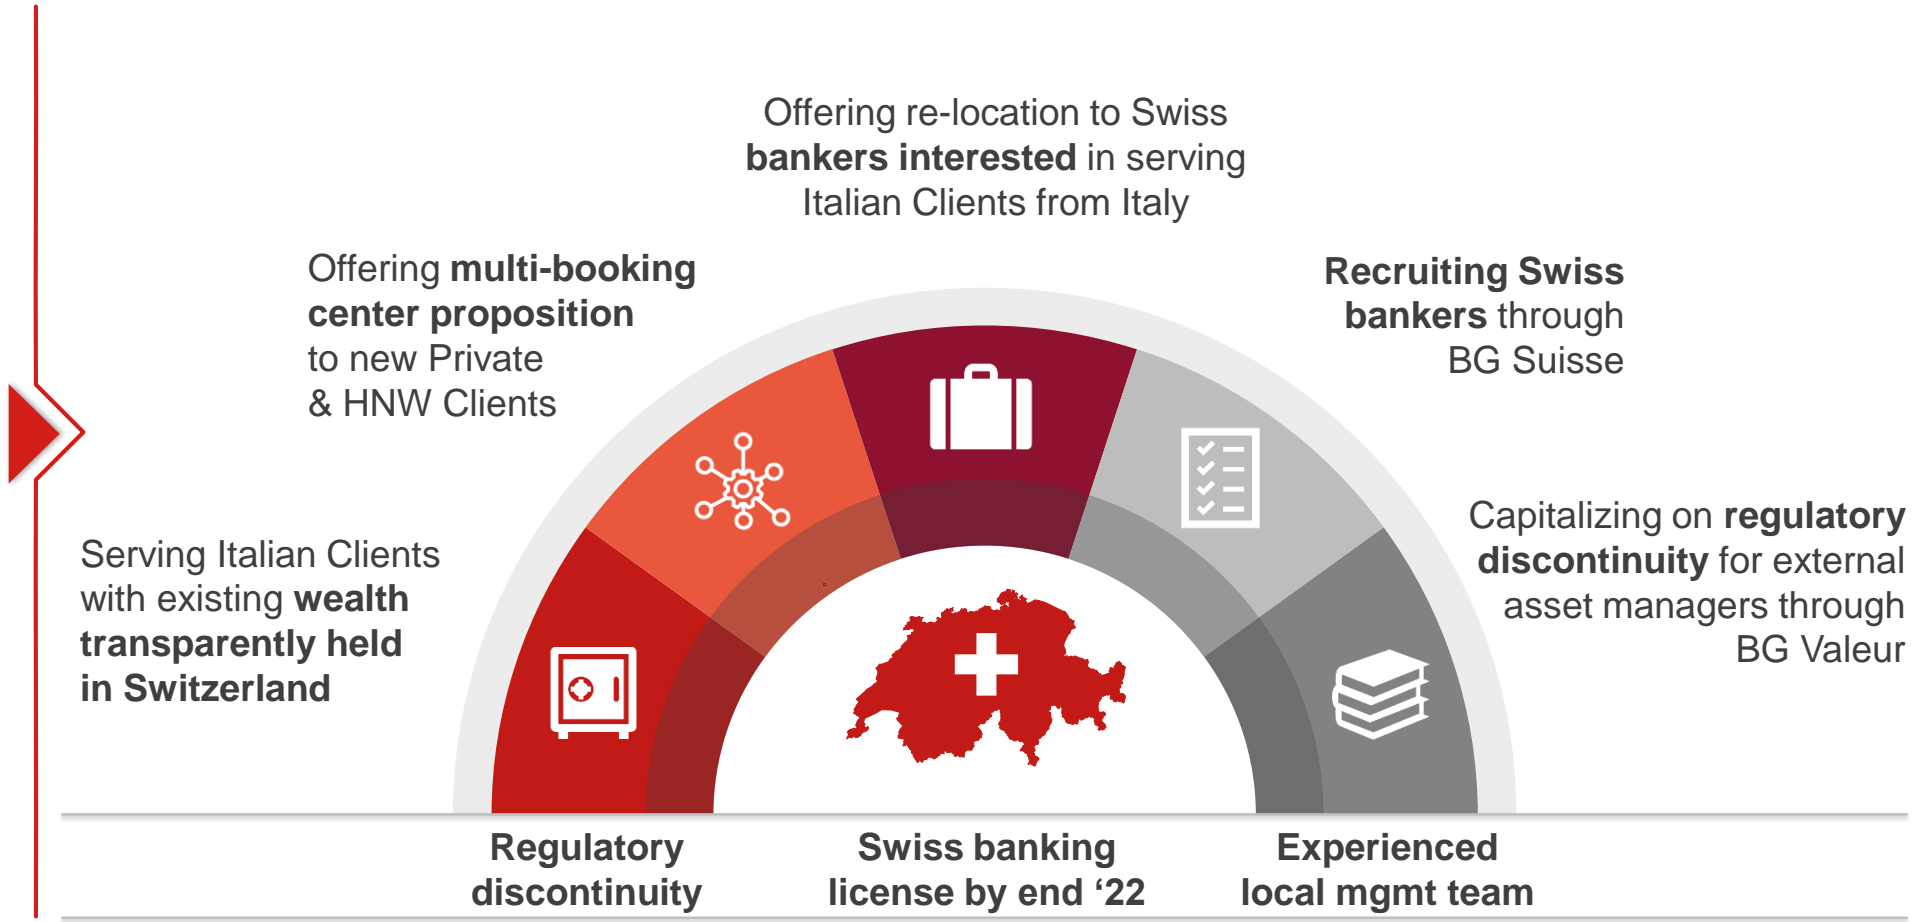 Offering re-location to Swiss
bankers interested in serving
Italian Clients from Italy
Offering multi-booking
center proposition
to new Private
& HNW Clients
Recruiting Swiss
bankers through
BG Suisse
Serving Italian Clients
with existing wealth
transparently held
in Switzerland
Capitalizing on regulatory
discontinuity for external
asset managers through
BG Valeur
Regulatory
discontinuity
Swiss banking
license by end ‘22
Experienced
local mgmt team